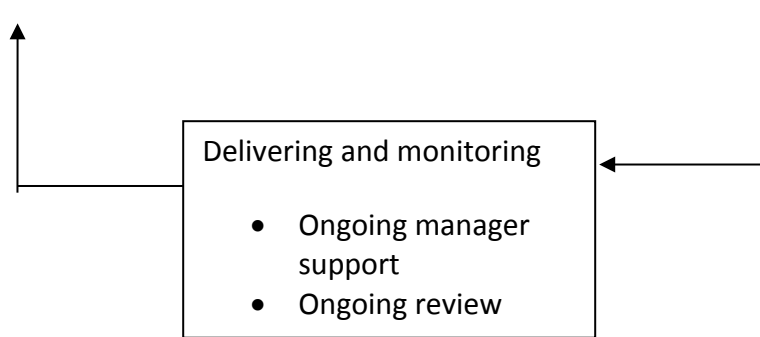 Delivering and monitoring
• Ongoing manager
support
• Ongoing review